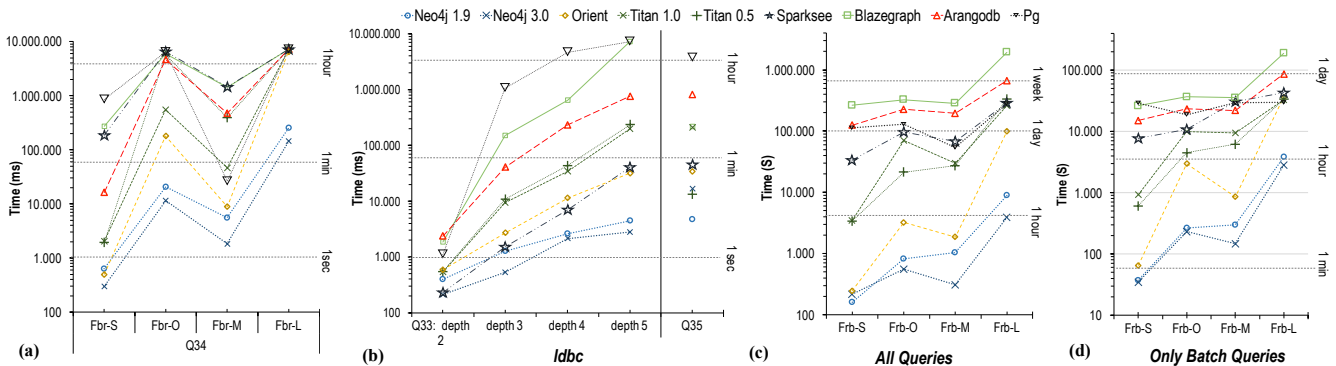 Neo4j 1.9 Neo4j 3.0 Orient Titan 1.0 Titan 0.5 Sparksee Blazegraph Arangodb Pg
Time (ms)
10.000.000
1.000.000
100.000
10.000
1.000
100
1 hour
1 min
1sec
Fbr-S Fbr-O Fbr-M Fbr-L
Q34
(a)
Time (ms)
10.000.000
1.000.000
100.000
10.000
1.000
100
1 hour
1 min
1 sec
Q33: depth 3 depth 4 depth 5 Q35
depth
2
(b)
ldbc
Time (S)
10.000.000
1.000.000
100.000
10.000
1.000
100
1 week
1 day
1 hour
Frb-S Frb-O Frb-M Frb-L
(c)
All Queries
Time (S)
100.000
10.000
1.000
100
10
1 day
1 hour
1 min
Frb-S Frb-O Frb-M Frb-L
(d)
Only Batch Queries